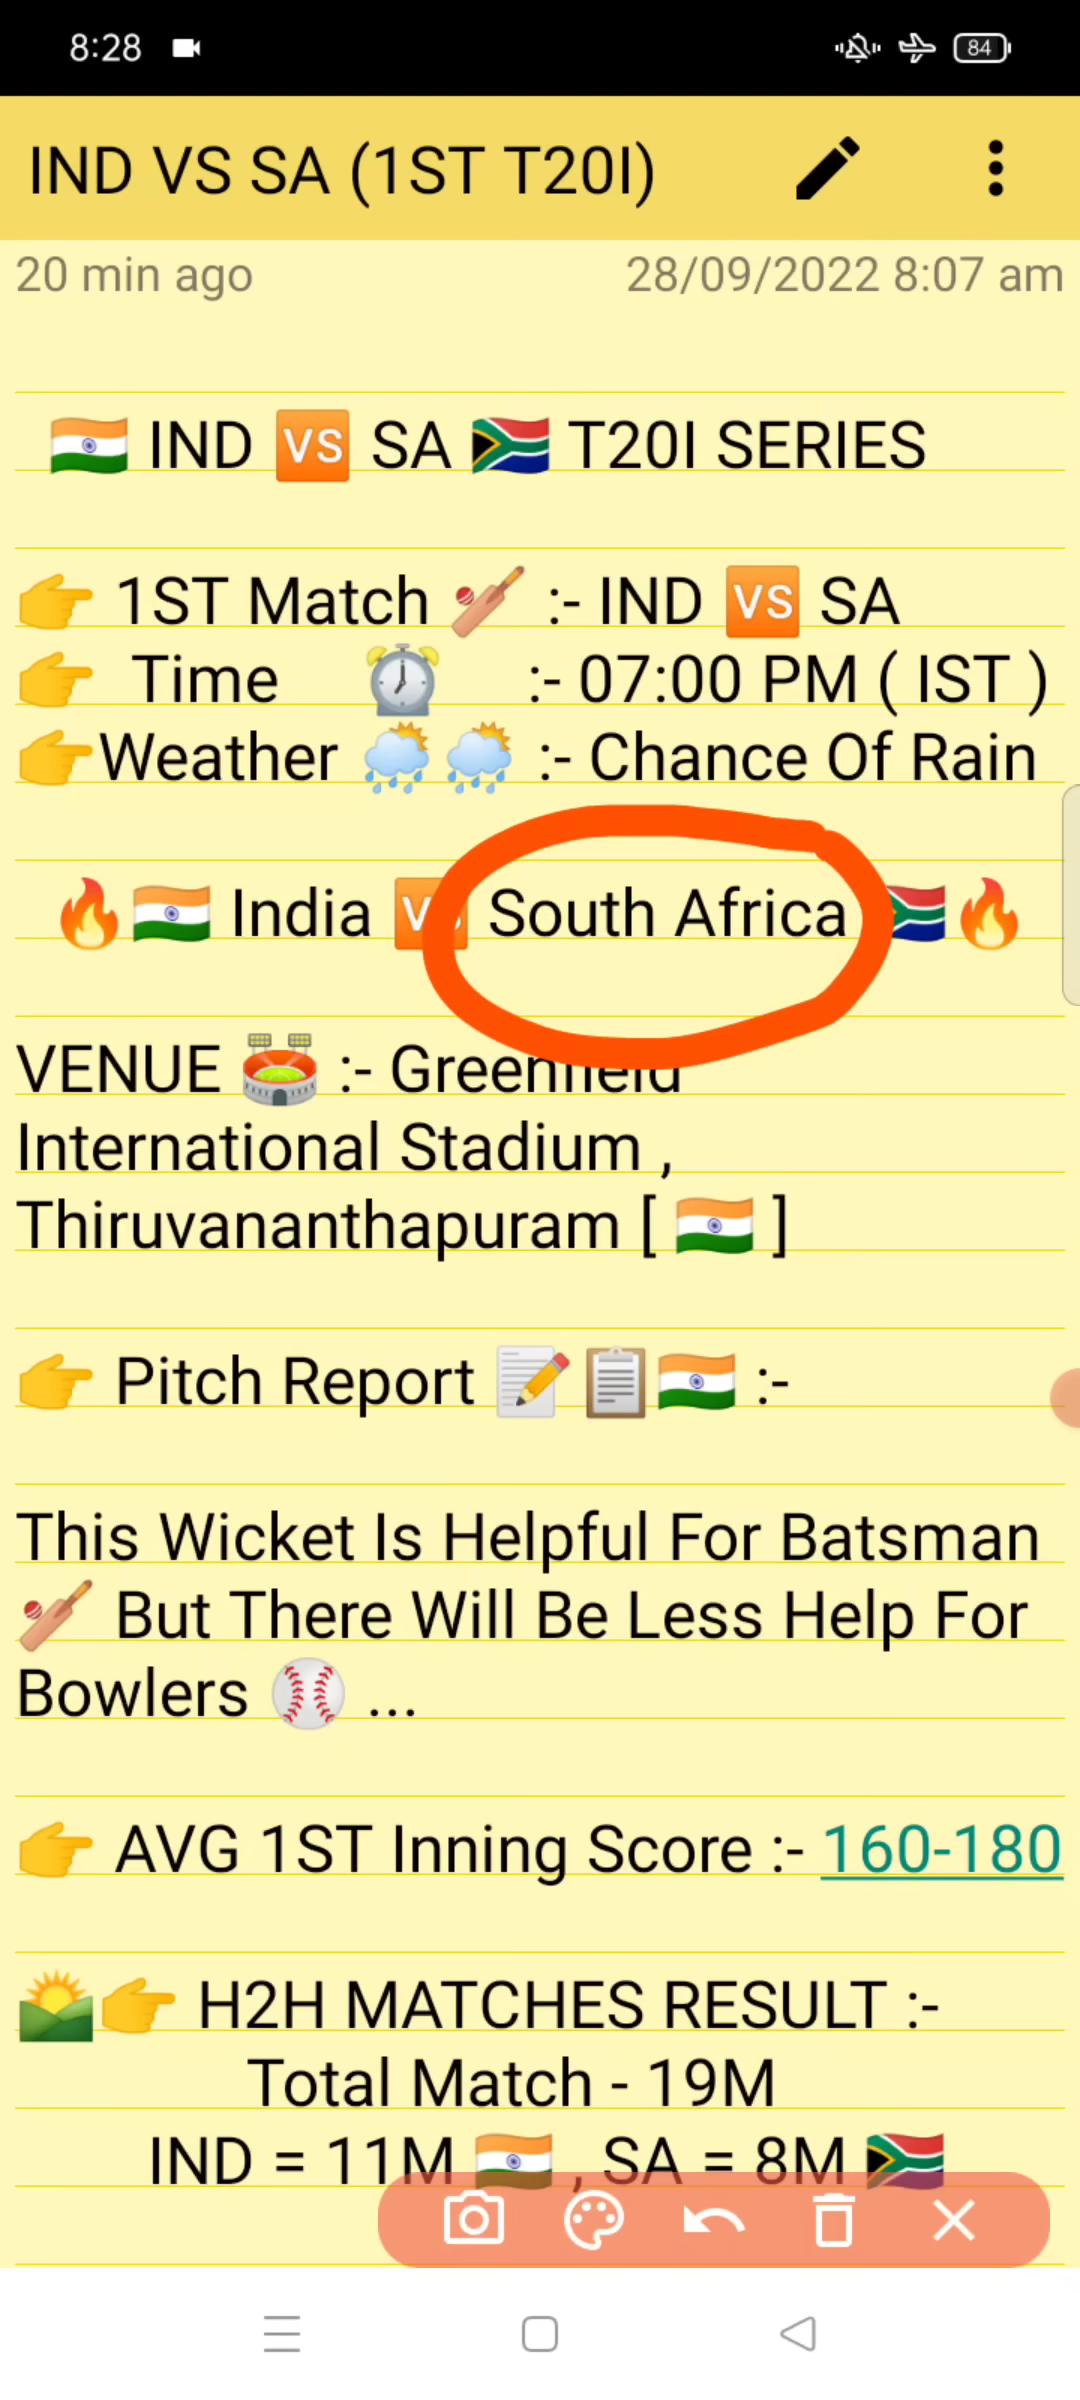 8:28 84
IND VS SA (1ST T20I)
20 min ago 28/09/2022 8:07 am
🇮🇳 IND 🆚 SA 🇿🇦 T20I SERIES
👉 1ST Match 🏏 :- IND 🆚 SA
👉 Time ⏰ :- 07:00 PM ( IST )
👉Weather 🌦️🌦️ :- Chance Of Rain
🔥🇮🇳 India 🆚 South Africa 🇿🇦🔥
VENUE 🏟️ :- Greenfield
International Stadium ,
Thiruvananthapuram [ 🇮🇳 ]
👉 Pitch Report 📝📋🇮🇳 :-
This Wicket Is Helpful For Batsman
🏏 But There Will Be Less Help For
Bowlers ⚾ ...
👉 AVG 1ST Inning Score :- 160-180
🌄👉 H2H MATCHES RESULT :-
Total Match - 19M
IND = 11M 🇮🇳 , SA = 8M 🇿🇦